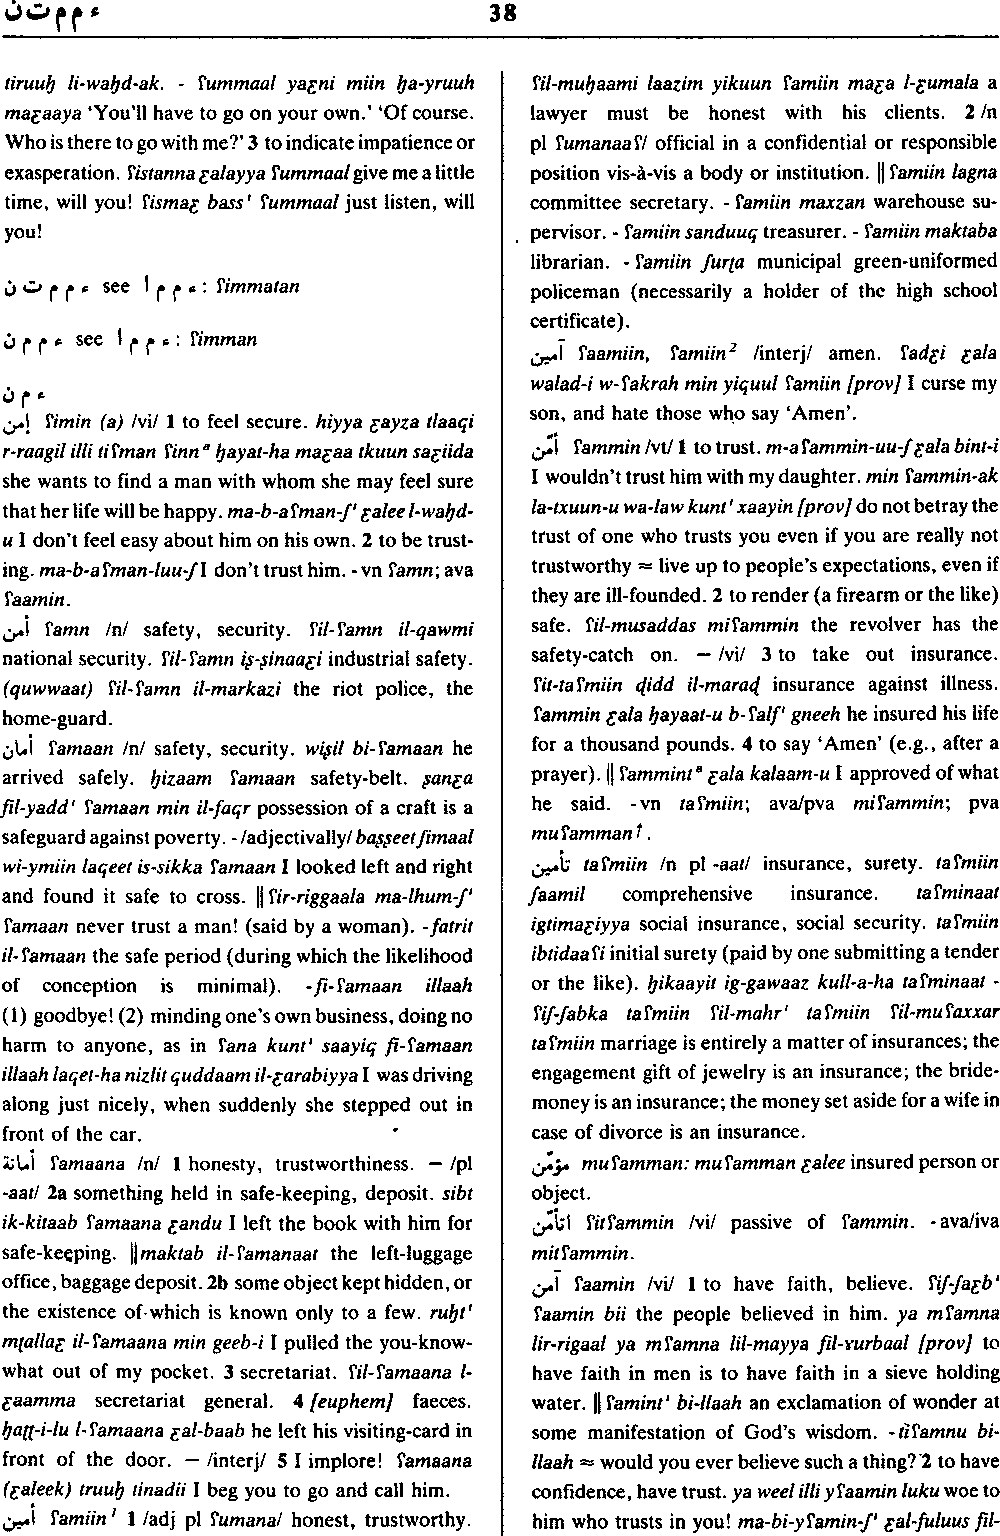 ء م م ت ن 38
tiruuḥ li-waḥd-ak. - ʕummaal yaɛni miin ḥa-yruuh
maɛaaya ‘You'll have to go on your own.’ ‘Of course.
Who is there to go with me?’ 3 to indicate impatience or
exasperation. ʕistanna ɛalayya ʕummaal give me a little
time, will you! ʕismaɛ bass' ʕummaal just listen, will
you!
ء م م ت ن see ء م م ا : ʕimmatan
ء م م ن see ء م م ا : ʕimman
ء م ن
إمن ʕimin (a) /vi/ 1 to feel secure. hiyya ɛayza tlaaqi
r-raagil illi tiʕman ʕinnᵃ ḥayat-ha maɛaa tkuun saɛiida
she wants to find a man with whom she may feel sure
that her life will be happy. ma-b-aʕman-ʃ' ɛalee l-waḥd-
u I don't feel easy about him on his own. 2 to be trust-
ing. ma-b-aʕman-luu-ʃ I don't trust him. - vn ʕamn; ava
ʕaamin.
أمن ʕamn /n/ safety, security. ʕil-ʕamn il-qawmi
national security. ʕil-ʕamn iṣ-ṣinaaɛi industrial safety.
(quwwaat) ʕil-ʕamn il-markazi the riot police, the
home-guard.
أمان ʕamaan /n/ safety, security. wiṣil bi-ʕamaan he
arrived safely. ḥizaam ʕamaan safety-belt. ṣanɛa
fil-yadd' ʕamaan min il-faqr possession of a craft is a
safeguard against poverty. - /adjectivally/ baṣṣeet ʃimaal
wi-ymiin laqeet is-sikka ʕamaan I looked left and right
and found it safe to cross. || ʕir-riggaala ma-lhum-ʃ'
ʕamaan never trust a man! (said by a woman). -fatrit
il-ʕamaan the safe period (during which the likelihood
of conception is minimal). -fi-ʕamaan illaah
(1) goodbye! (2) minding one's own business, doing no
harm to anyone, as in ʕana kunt' saayiq fi-ʕamaan
illaah laqet-ha nizlit quddaam il-ɛarabiyya I was driving
along just nicely, when suddenly she stepped out in
front of the car.
أمانة ʕamaana /n/ 1 honesty, trustworthiness. — /pl
-aat/ 2a something held in safe-keeping, deposit. sibt
ik-kitaab ʕamaana ɛandu I left the book with him for
safe-keeping. || maktab il-ʕamanaat the left-luggage
office, baggage deposit. 2b some object kept hidden, or
the existence of which is known only to a few. ruḥt'
mṭallaɛ il-ʕamaana min geeb-i I pulled the you-know-
what out of my pocket. 3 secretariat. ʕil-ʕamaana l-
ɛaamma secretariat general. 4 [euphem] faeces.
ḥaṭṭ-i-lu l-ʕamaana ɛal-baab he left his visiting-card in
front of the door. — /interj/ 5 I implore! ʕamaana
(ɛaleek) truuḥ tinadii I beg you to go and call him.
أمين ʕamiin¹ 1 /adj pl ʕumana/ honest, trustworthy.
ʕil-muḥaami laazim yikuun ʕamiin maɛa l-ɛumala a
lawyer must be honest with his clients. 2 /n
pl ʕumanaaʕ/ official in a confidential or responsible
position vis-à-vis a body or institution. || ʕamiin lagna
committee secretary. - ʕamiin maxzan warehouse su-
pervisor. - ʕamiin sanduuq treasurer. - ʕamiin maktaba
librarian. - ʕamiin ʃurṭa municipal green-uniformed
policeman (necessarily a holder of the high school
certificate).
آمين ʕaamiin, ʕamiin² /interj/ amen. ʕadɛi ɛala
walad-i w-ʕakrah min yiquul ʕamiin [prov] I curse my
son, and hate those who say ‘Amen’.
أمّن ʕammin /vt/ 1 to trust. m-aʕammin-uu-ʃ ɛala bint-i
I wouldn't trust him with my daughter. min ʕammin-ak
la-txuun-u wa-law kunt' xaayin [prov] do not betray the
trust of one who trusts you even if you are really not
trustworthy ≈ live up to people's expectations, even if
they are ill-founded. 2 to render (a firearm or the like)
safe. ʕil-musaddas miʕammin the revolver has the
safety-catch on. — /vi/ 3 to take out insurance.
ʕit-taʕmiin ḍidd il-maraḍ insurance against illness.
ʕammin ɛala ḥayaat-u b-ʕalf' gneeh he insured his life
for a thousand pounds. 4 to say ‘Amen’ (e.g., after a
prayer). || ʕammintᵃ ɛala kalaam-u I approved of what
he said. -vn taʕmiin; ava/pva miʕammin; pva
muʕamman↑.
تأمين taʕmiin /n pl -aat/ insurance, surety. taʕmiin
ʃaamil comprehensive insurance. taʕminaat
igtimaɛiyya social insurance, social security. taʕmiin
ibtidaaʕi initial surety (paid by one submitting a tender
or the like). ḥikaayit ig-gawaaz kull-a-ha taʕminaat -
ʕiʃ-ʃabka taʕmiin ʕil-mahr' taʕmiin ʕil-muʕaxxar
taʕmiin marriage is entirely a matter of insurances; the
engagement gift of jewelry is an insurance; the bride-
money is an insurance; the money set aside for a wife in
case of divorce is an insurance.
مؤمّن muʕamman: muʕamman ɛalee insured person or
object.
اتأمّن ʕitʕammin /vi/ passive of ʕammin. - ava/iva
mitʕammin.
آمن ʕaamin /vi/ 1 to have faith, believe. ʕiʃ-ʃaɛb'
ʕaamin bii the people believed in him. ya mʕamna
lir-rigaal ya mʕamna lil-mayya fil-ɤurbaal [prov] to
have faith in men is to have faith in a sieve holding
water. || ʕamint' bi-llaah an exclamation of wonder at
some manifestation of God's wisdom. -tiʕamnu bi-
llaah ≈ would you ever believe such a thing? 2 to have
confidence, have trust. ya weel illi yʕaamin luku woe to
him who trusts in you! ma-bi-yʕamin-ʃ' ɛal-fuluus fil-